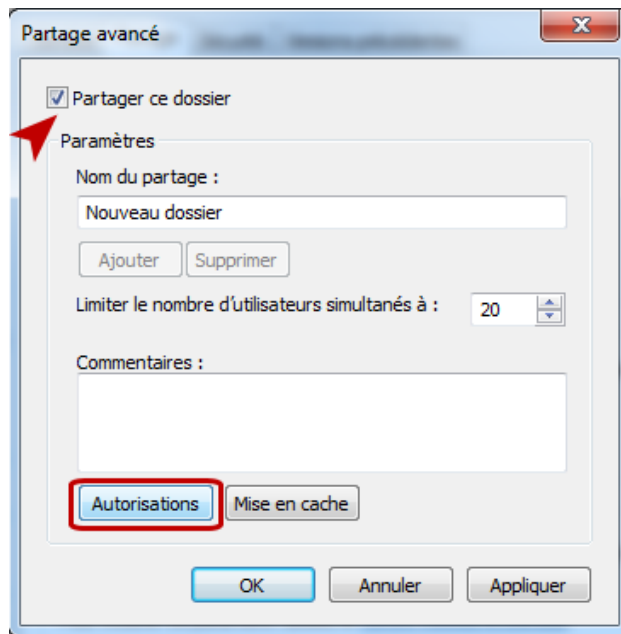 Partage avancé
Partager ce dossier
Paramètres
Nom du partage :
Nouveau dossier
Ajouter Supprimer
Limiter le nombre d'utilisateurs simultanés à : 20
Commentaires :
Autorisations Mise en cache
OK Annuler Appliquer